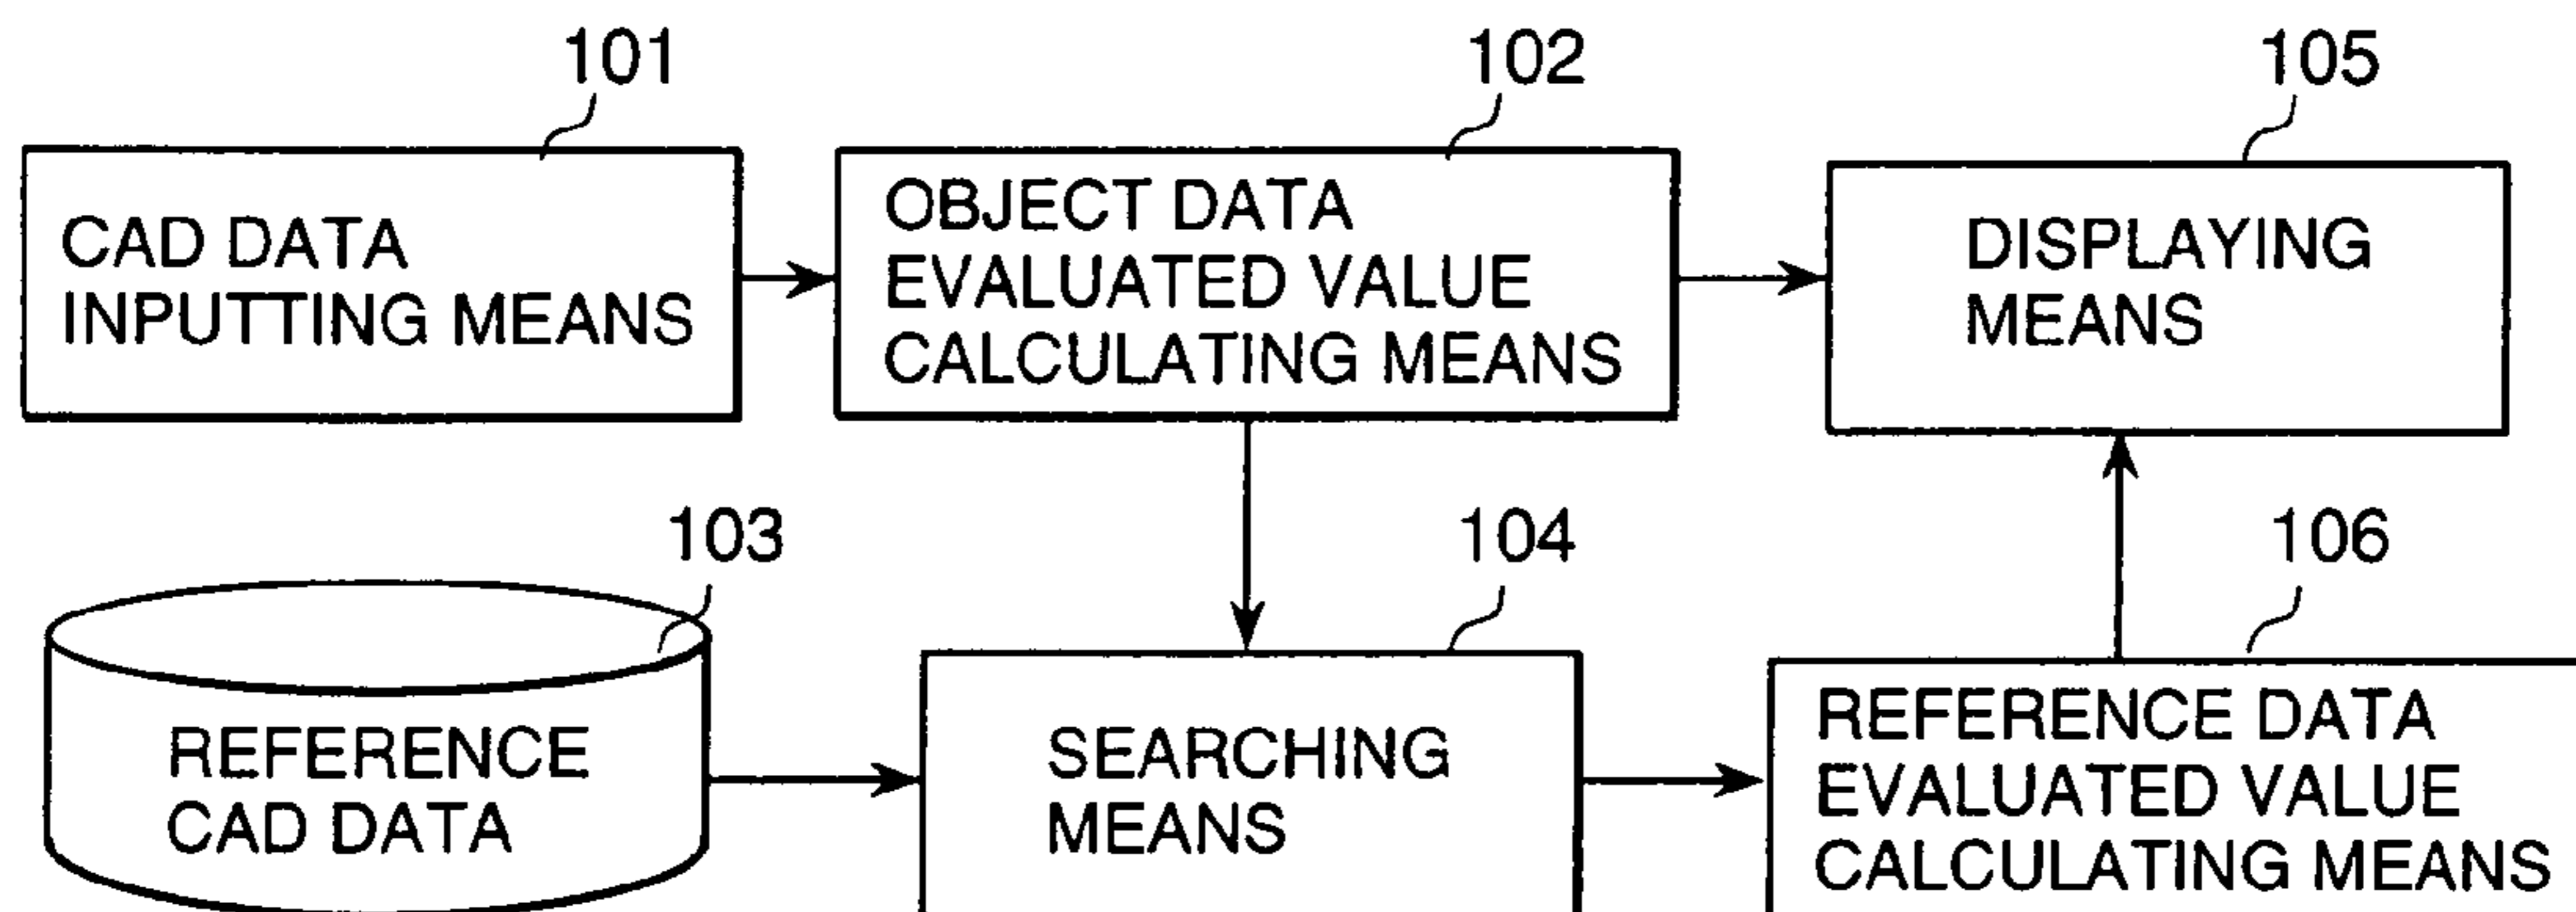 101
102
105
CAD DATA
INPUTTING MEANS
OBJECT DATA
EVALUATED VALUE
CALCULATING MEANS
DISPLAYING
MEANS
103
104
106
REFERENCE
CAD DATA
SEARCHING
MEANS
REFERENCE DATA
EVALUATED VALUE
CALCULATING MEANS